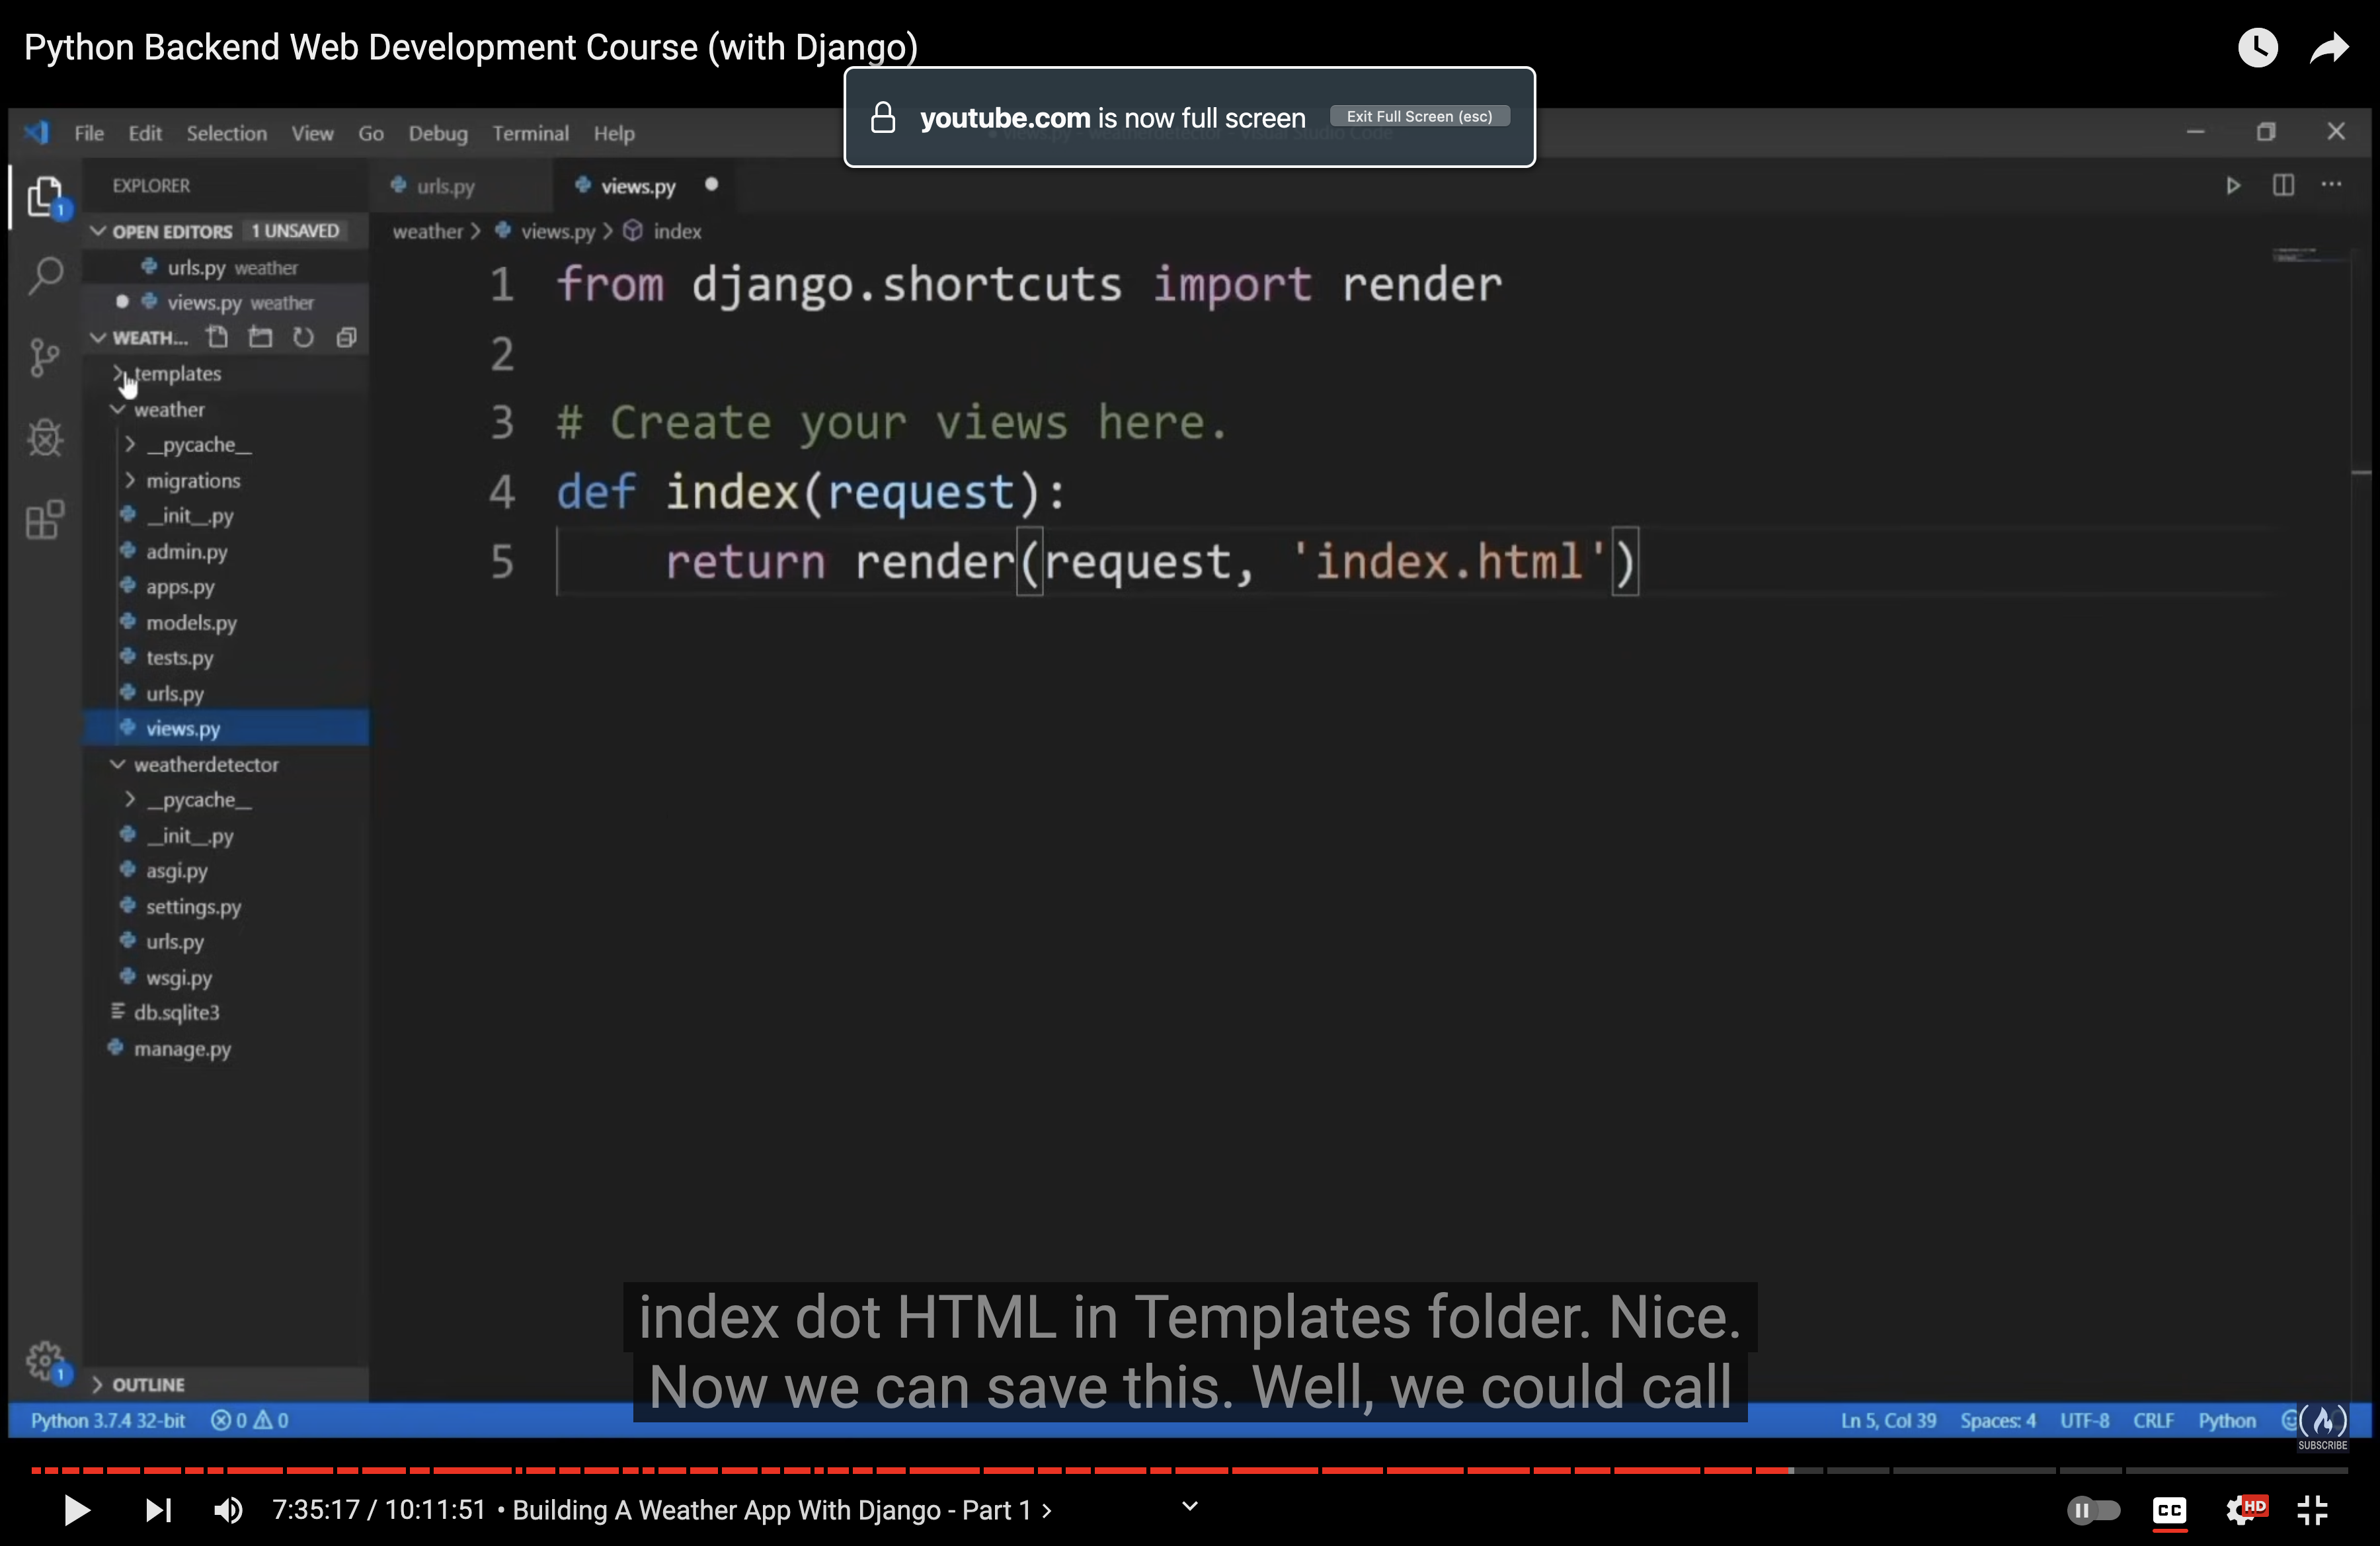 Python Backend Web Development Course (with Django)
youtube.com is now full screen Exit Full Screen (esc)
File Edit Selection View Go Debug Terminal Help
EXPLORER
urls.py
views.py
OPEN EDITORS 1 UNSAVED
weather > views.py > index
urls.py weather
views.py weather
WEATH...
templates
weather
__pycache__
migrations
__init__.py
admin.py
apps.py
models.py
tests.py
urls.py
views.py
weatherdetector
__pycache__
__init__.py
asgi.py
settings.py
urls.py
wsgi.py
db.sqlite3
manage.py
OUTLINE
1
1
1 from django.shortcuts import render
2
3 # Create your views here.
4 def index(request):
5 return render(request, 'index.html')
index dot HTML in Templates folder. Nice.
Now we can save this. Well, we could call
Python 3.7.4 32-bit 0 0
Ln 5, Col 39 Spaces: 4 UTF-8 CRLF Python
SUBSCRIBE
7:35:17 / 10:11:51 • Building A Weather App With Django - Part 1 >
CC
HD